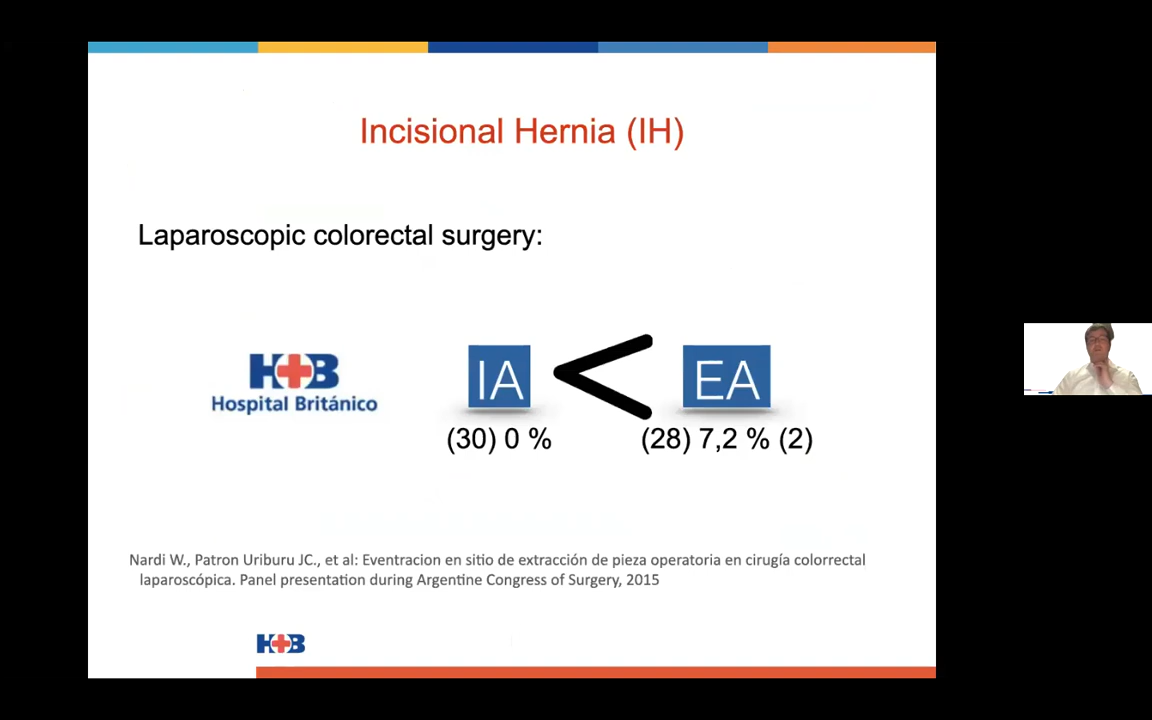 Incisional Hernia (IH)
Laparoscopic colorectal surgery:
H+B
Hospital Británico
IA < EA
(30) 0 % (28) 7,2 % (2)
Nardi W., Patron Uriburu JC., et al: Eventracion en sitio de extracción de pieza operatoria en cirugía colorrectal
laparoscópica. Panel presentation during Argentine Congress of Surgery, 2015
H+B